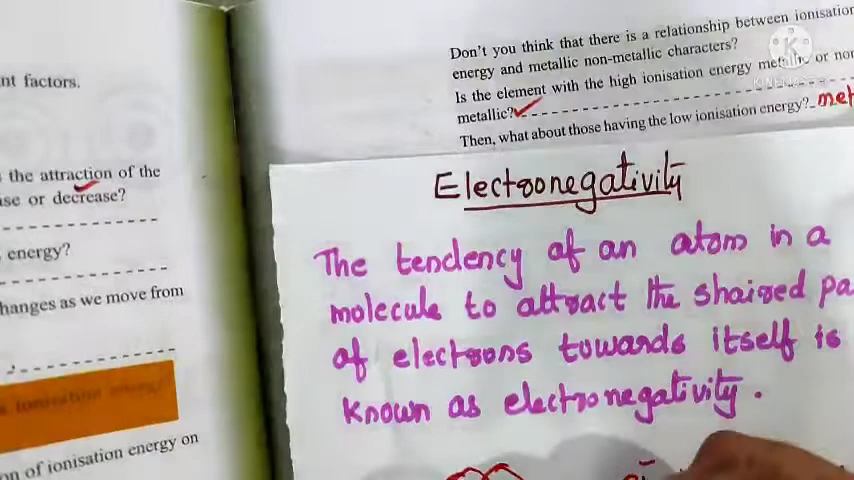 nt factors.
the attraction of the
ase or decrease?
energy?
hanges as we move from
ionisation energy?
on of ionisation energy on
Don't you think that there is a relationship between ionisation
energy and metallic non-metallic characters?
Is the element with the high ionisation energy metallic or non
metallic?
Then, what about those having the low ionisation energy? met
Electronegativity
The tendency of an atom in a
molecule to attract the shaired pa
of electrons towards itself is
known as electronegativity.